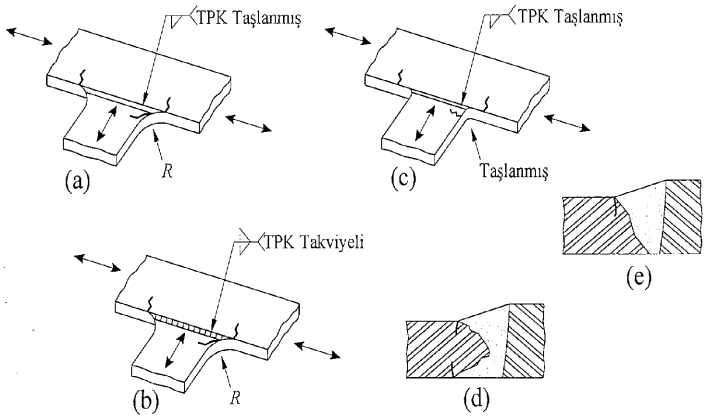 TPK Taşlanmış
TPK Taşlanmış
R
(a)
Taşlanmış
(c)
TPK Takviyeli
(e)
R
(b)
(d)